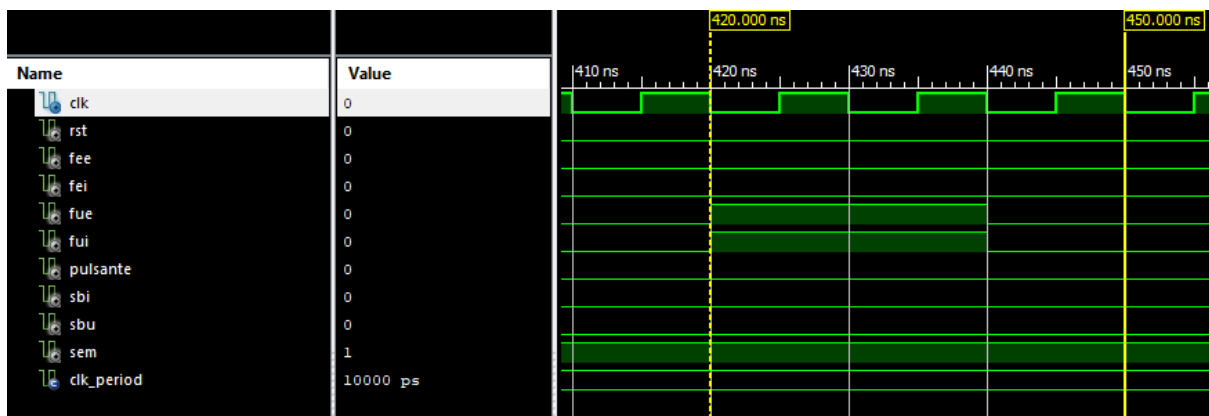 420.000 ns 450.000 ns
Name Value 410 ns 420 ns 430 ns 440 ns 450 ns
clk 0
rst 0
fee 0
fei 0
fue 0
fui 0
pulsante 0
sbi 0
sbu 0
sem 1
clk_period 10000 ps